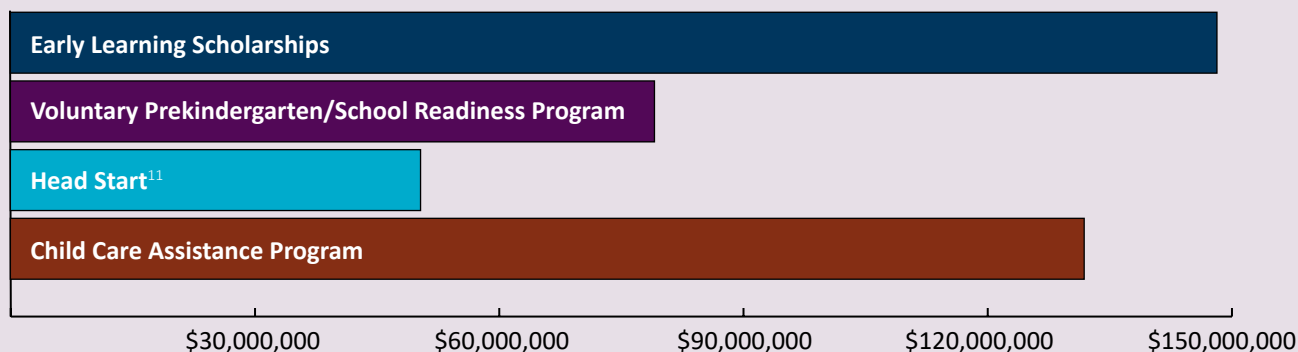 Early Learning Scholarships
Voluntary Prekindergarten/School Readiness Program
Head Start¹¹
Child Care Assistance Program
$30,000,000 $60,000,000 $90,000,000 $120,000,000 $150,000,000